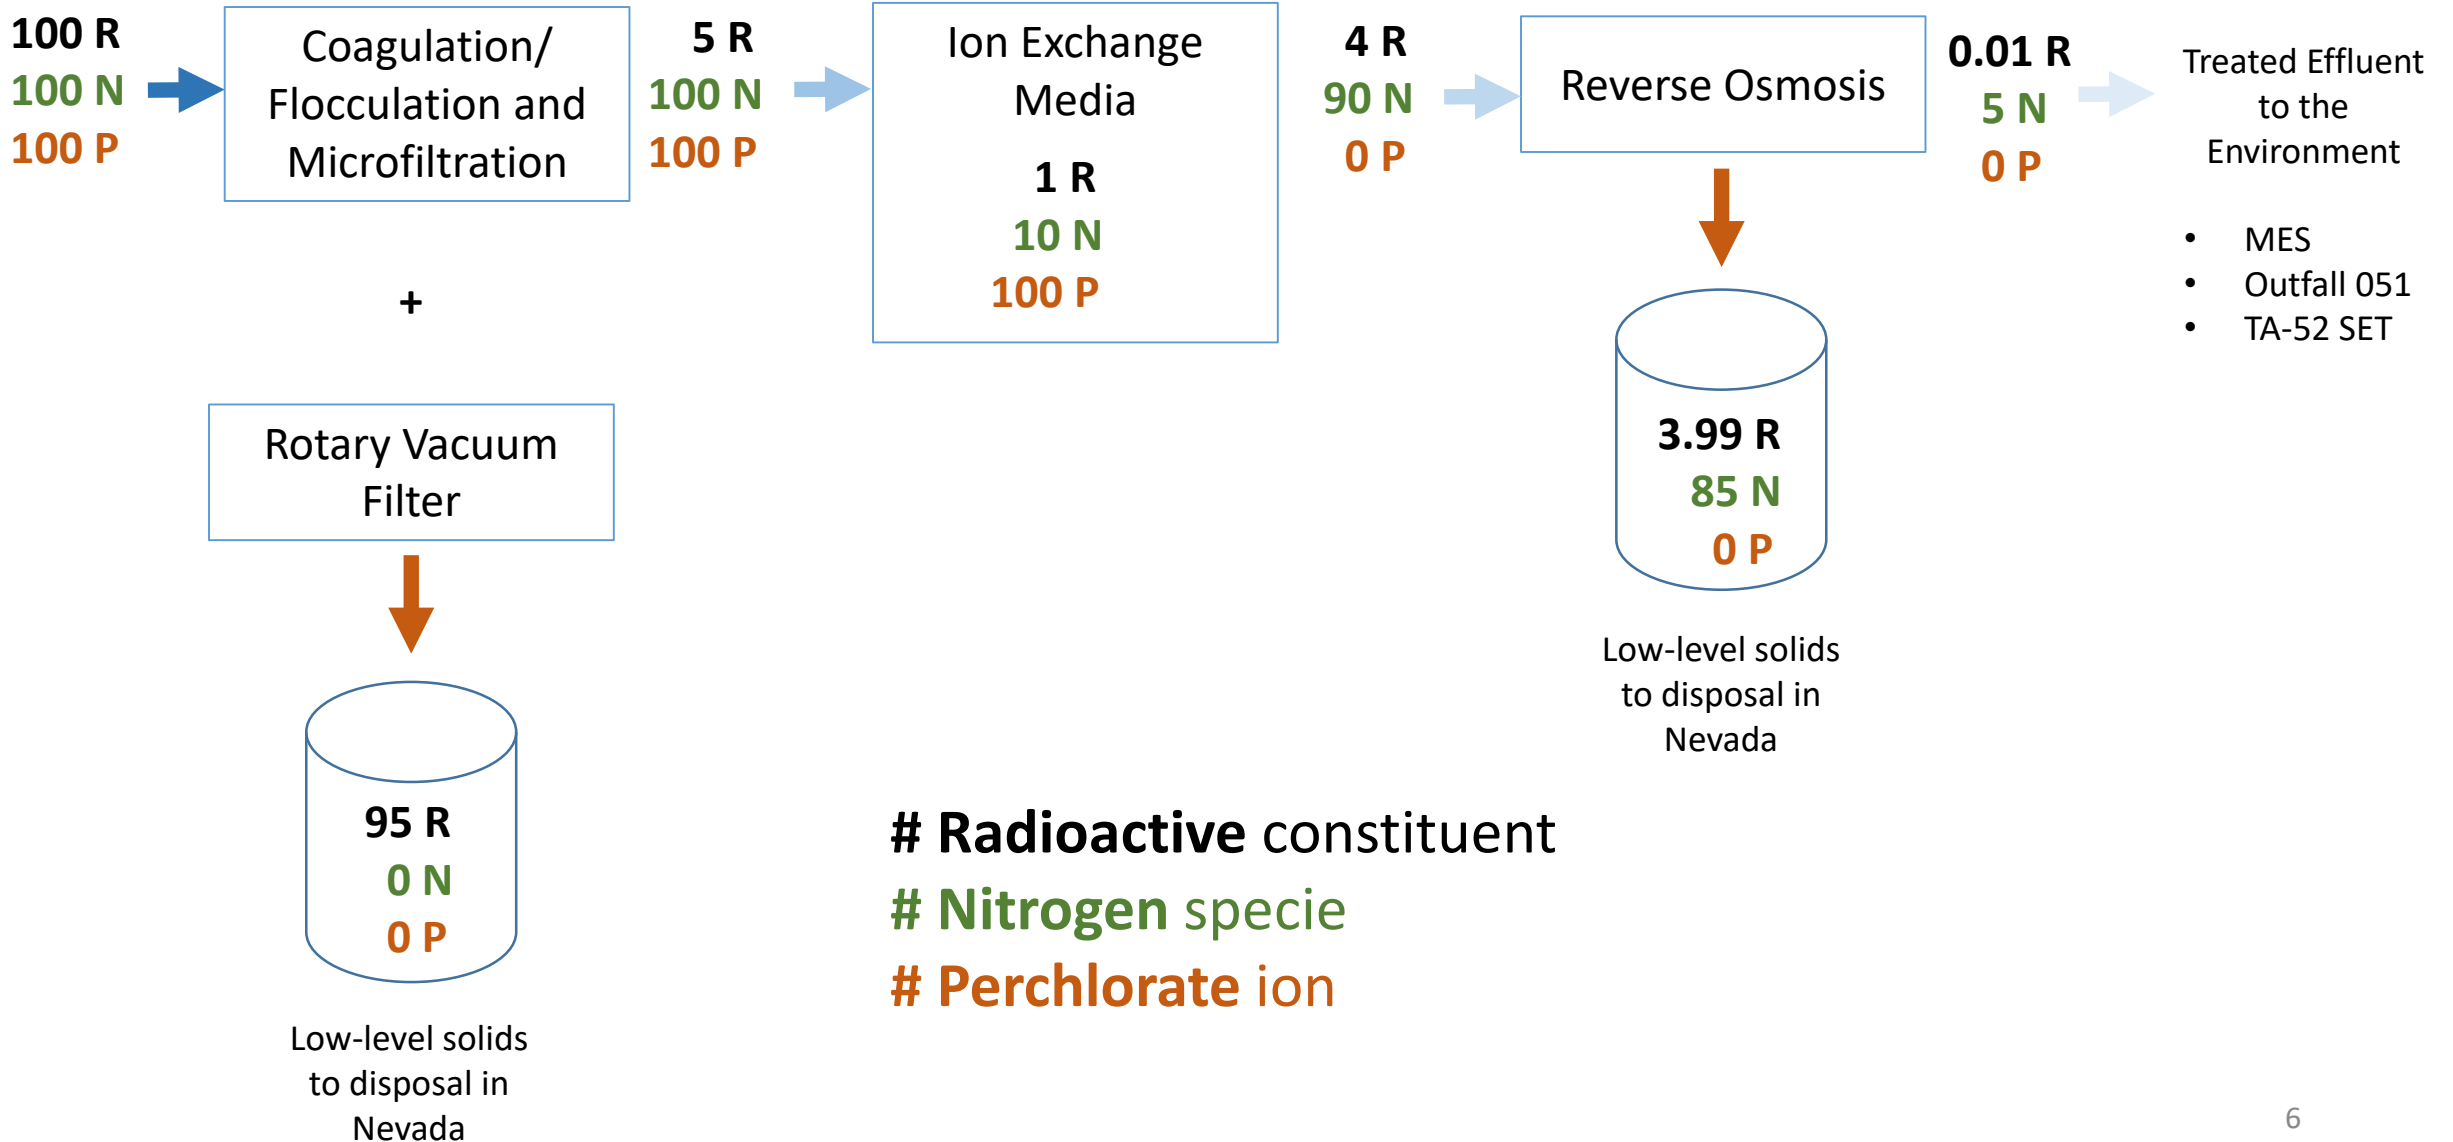 100 R
100 N
100 P
Coagulation/
Flocculation and
Microfiltration
5 R
100 N
100 P
Ion Exchange
Media
1 R
10 N
100 P
4 R
90 N
0 P
Reverse Osmosis
0.01 R
5 N
0 P
Treated Effluent
to the
Environment
• MES
• Outfall 051
• TA-52 SET
+
Rotary Vacuum
Filter
95 R
0 N
0 P
Low-level solids
to disposal in
Nevada
3.99 R
85 N
0 P
Low-level solids
to disposal in
Nevada
# Radioactive constituent
# Nitrogen specie
# Perchlorate ion
6